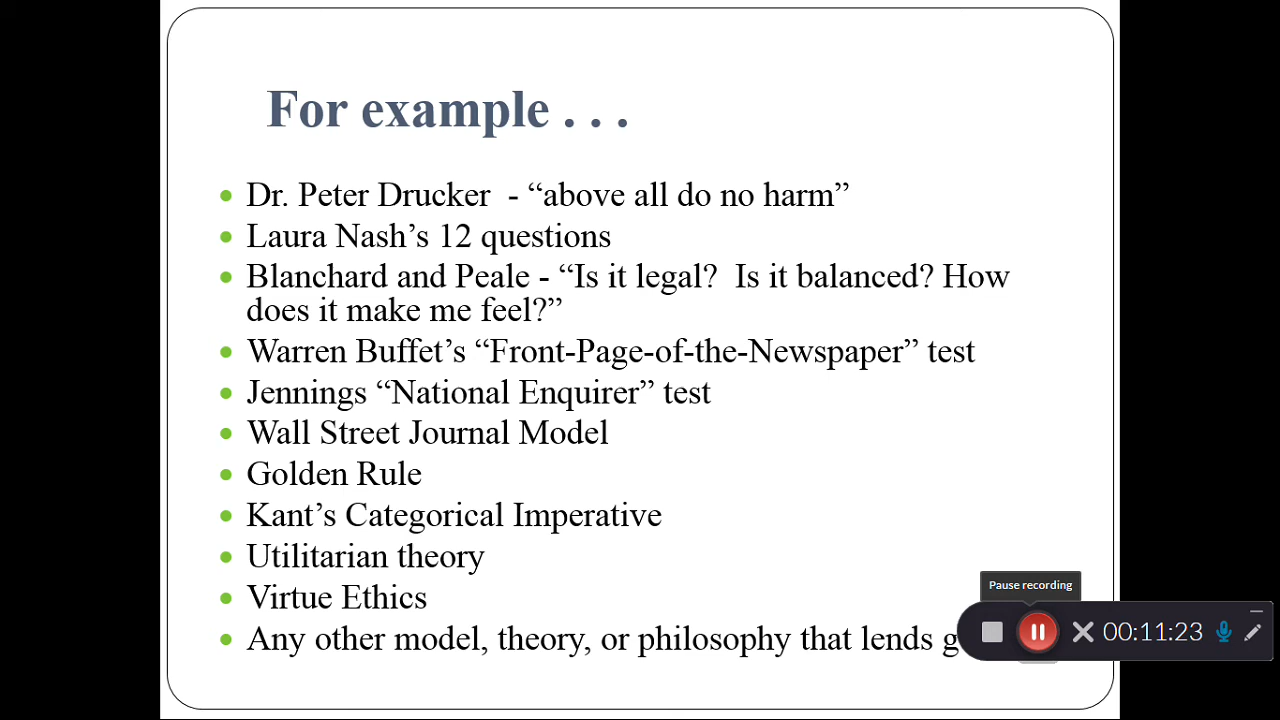 For example . . .
Dr. Peter Drucker - “above all do no harm”
Laura Nash’s 12 questions
Blanchard and Peale - “Is it legal? Is it balanced? How
does it make me feel?”
Warren Buffet’s “Front-Page-of-the-Newspaper” test
Jennings “National Enquirer” test
Wall Street Journal Model
Golden Rule
Kant’s Categorical Imperative
Utilitarian theory
Virtue Ethics
Any other model, theory, or philosophy that lends
Pause recording
00:11:23